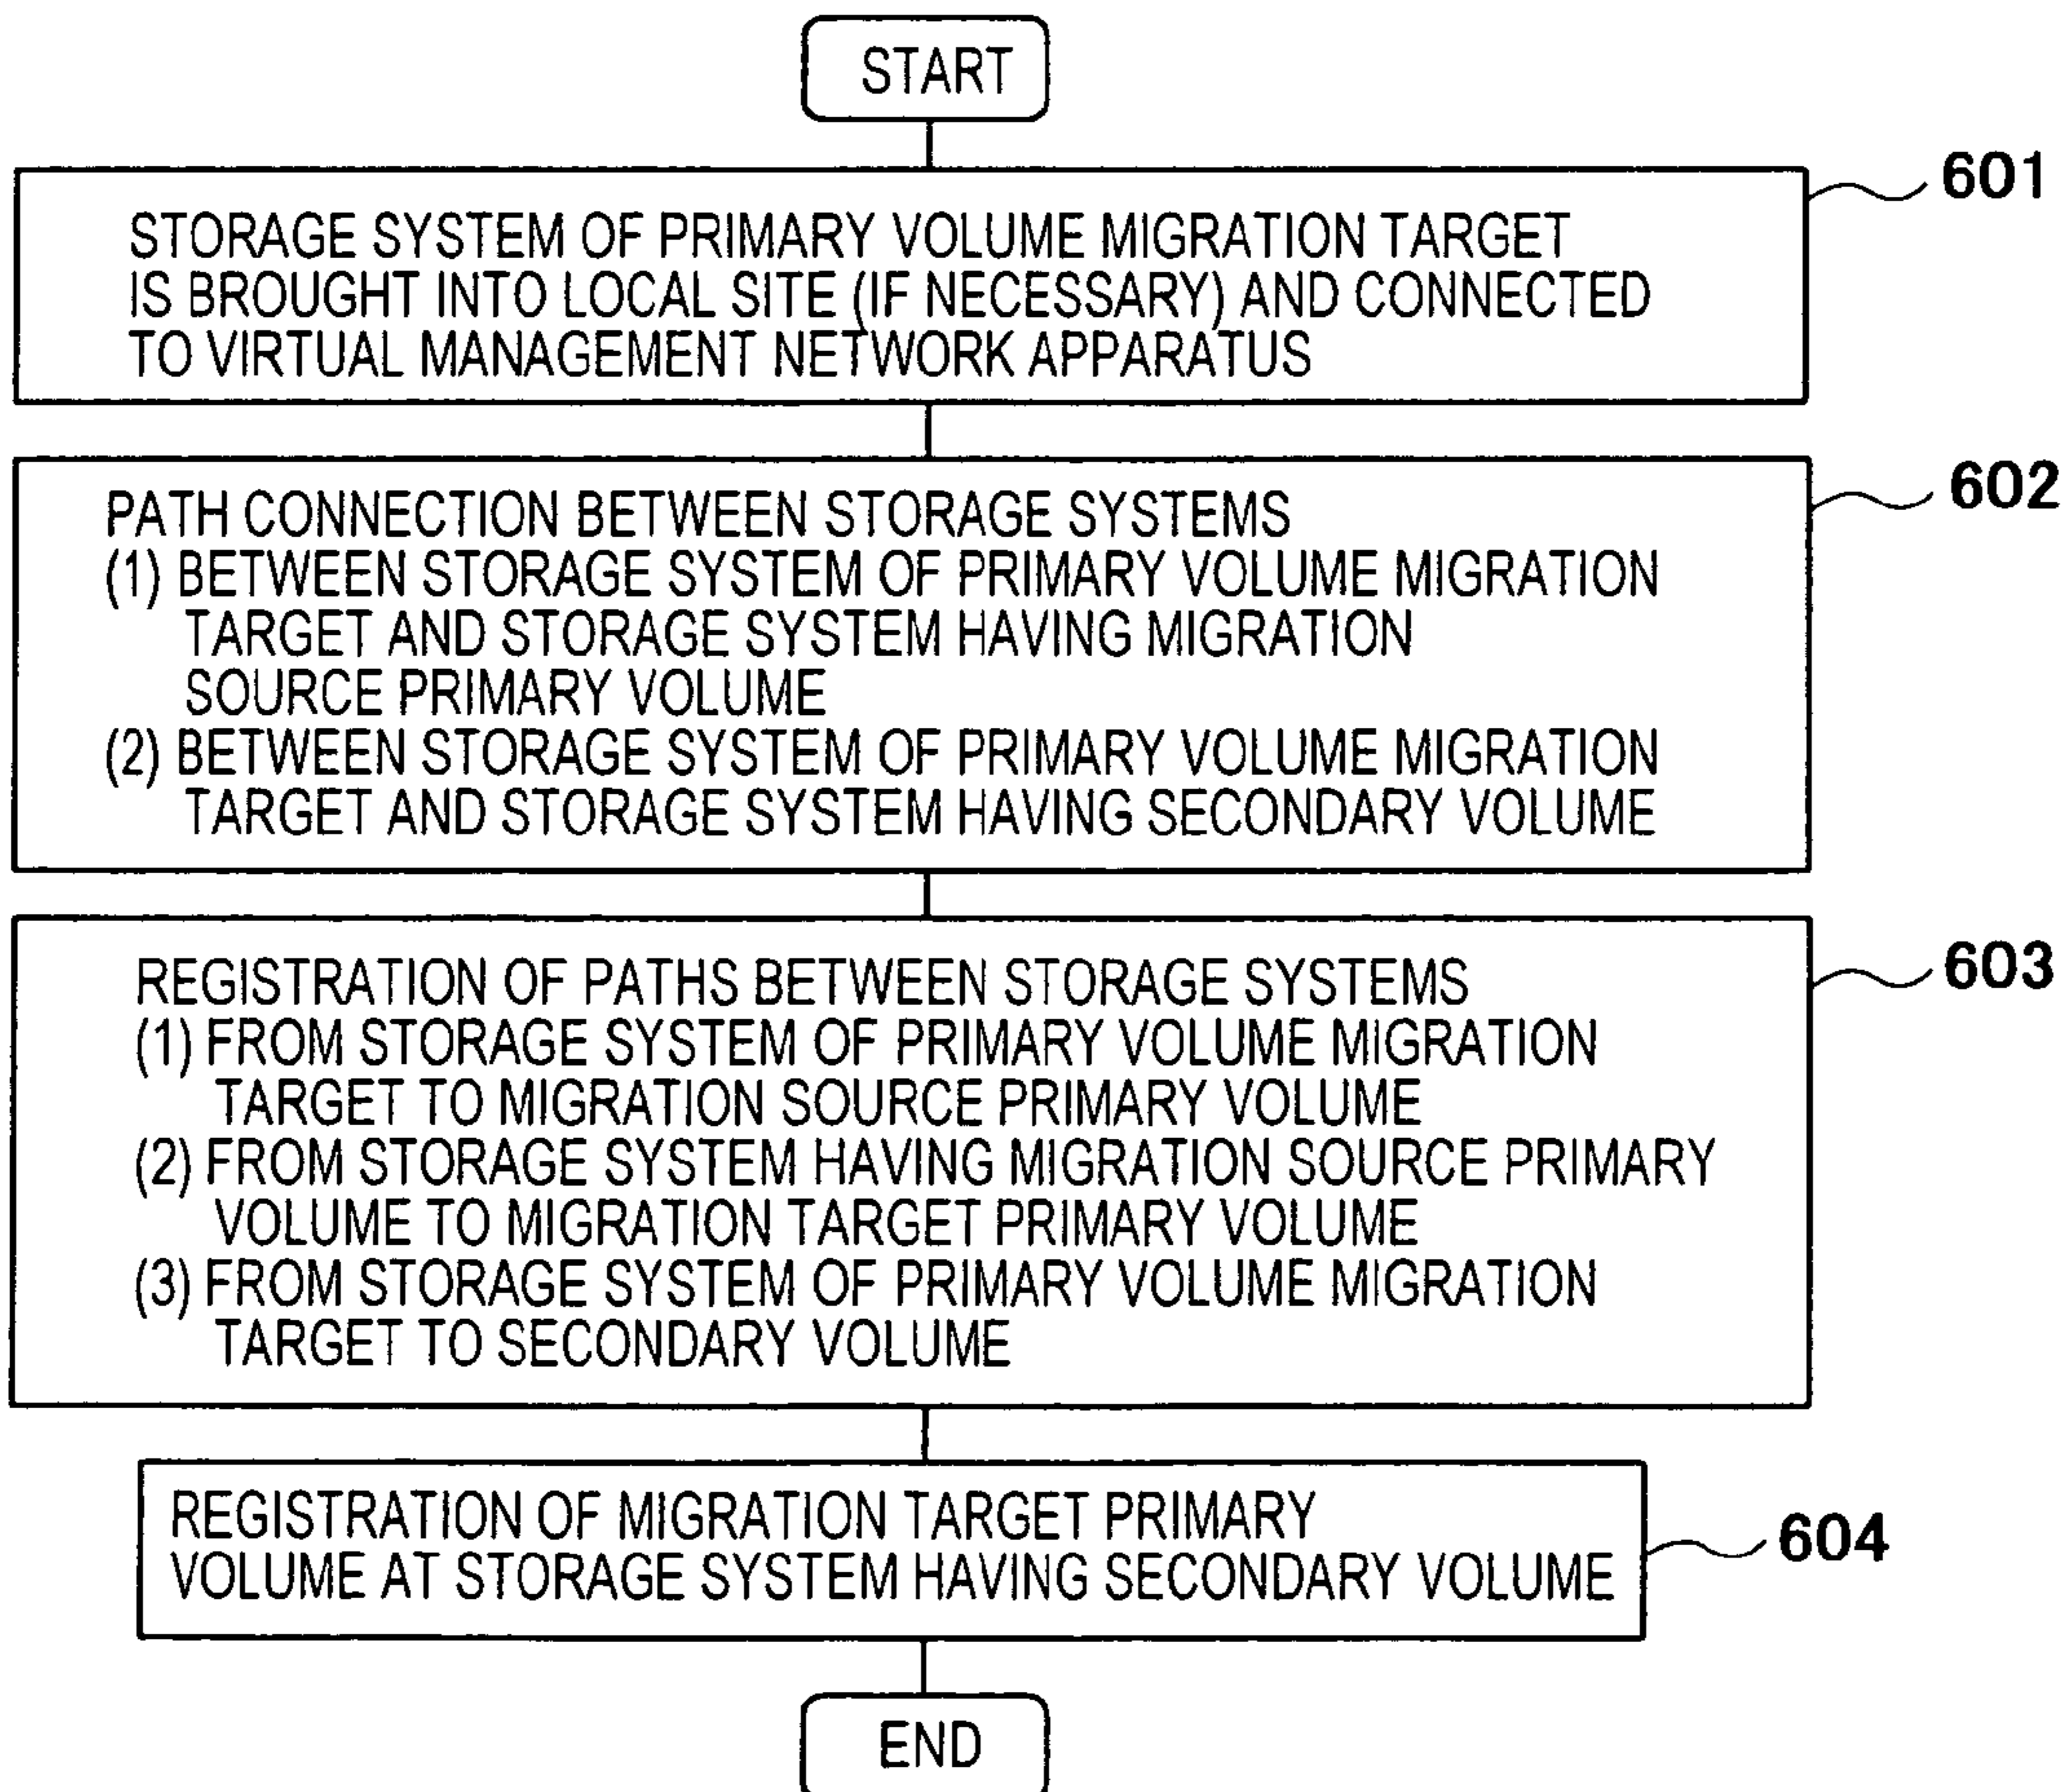 START
601
STORAGE SYSTEM OF PRIMARY VOLUME MIGRATION TARGET
IS BROUGHT INTO LOCAL SITE (IF NECESSARY) AND CONNECTED
TO VIRTUAL MANAGEMENT NETWORK APPARATUS
602
PATH CONNECTION BETWEEN STORAGE SYSTEMS
(1) BETWEEN STORAGE SYSTEM OF PRIMARY VOLUME MIGRATION
TARGET AND STORAGE SYSTEM HAVING MIGRATION
SOURCE PRIMARY VOLUME
(2) BETWEEN STORAGE SYSTEM OF PRIMARY VOLUME MIGRATION
TARGET AND STORAGE SYSTEM HAVING SECONDARY VOLUME
603
REGISTRATION OF PATHS BETWEEN STORAGE SYSTEMS
(1) FROM STORAGE SYSTEM OF PRIMARY VOLUME MIGRATION
TARGET TO MIGRATION SOURCE PRIMARY VOLUME
(2) FROM STORAGE SYSTEM HAVING MIGRATION SOURCE PRIMARY
VOLUME TO MIGRATION TARGET PRIMARY VOLUME
(3) FROM STORAGE SYSTEM OF PRIMARY VOLUME MIGRATION
TARGET TO SECONDARY VOLUME
REGISTRATION OF MIGRATION TARGET PRIMARY
VOLUME AT STORAGE SYSTEM HAVING SECONDARY VOLUME
604
END